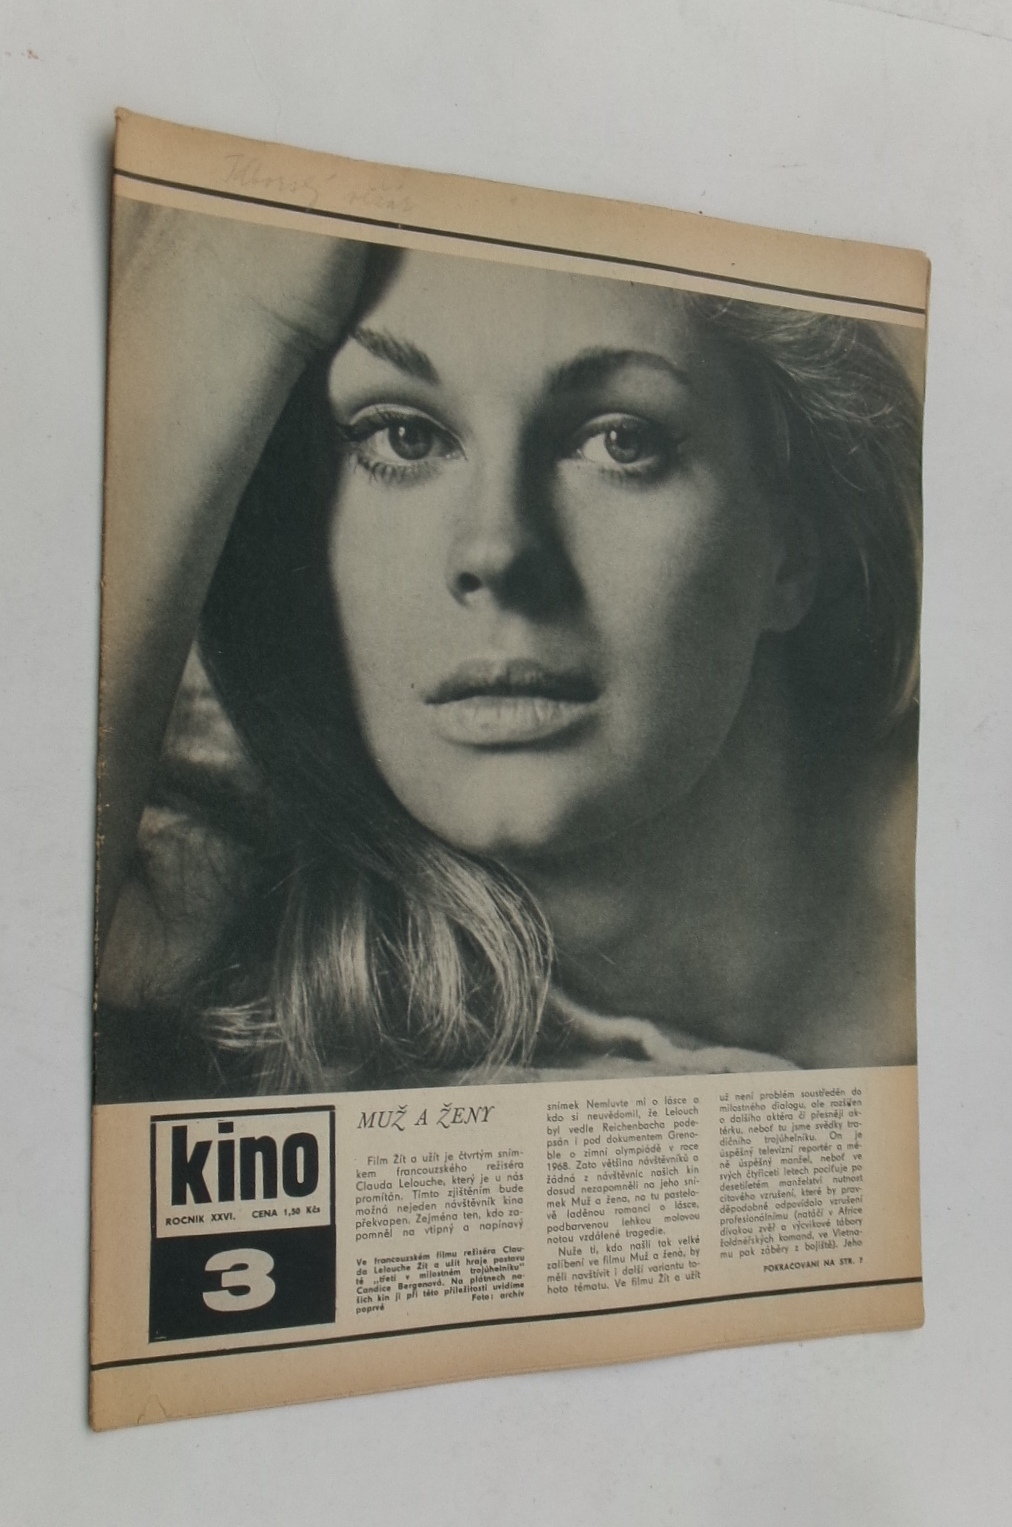 kino
ROČNÍK XXVI. CENA 1,50 Kčs
3
MUŽ A ŽENY
Film Žít a užít je čtvrtým sním-
kem francouzského režiséra
Clauda Lelouche, který je u nás
promítán. Tímto zjištěním bude
možná nejeden návštěvník kina
překvapen. Zejména ten, kdo za-
pomněl na vtipný a napínavý
Ve francouzském filmu režiséra Clau-
da Lelouche Žít a užít hraje postavu
té „třetí v milostném trojúhelníku"
Candice Bergenová. Na plátnech na-
šich kin ji při této příležitosti uvidíme
poprvé Foto: archív
snímek Nemluvte mi o lásce a
kdo si neuvědomil, že Lelouch
byl vedle Reichenbacha pode-
psán i pod dokumentem Greno-
ble o zimní olympiádě v roce
1968. Zato většina návštěvníků a
žádná z návštěvnic našich kin
dosud nezapomněli na jeho sní-
mek Muž a žena, na tu pastelo-
vě laděnou romanci o lásce,
podbarvenou lehkou molovou
notou vzdálené tragedie.
Nuže ti, kdo našli tak velké
zalíbení ve filmu Muž a žena, by
měli navštívit i další variantu to-
hoto tématu. Ve filmu Žít a užít
už není problém soustředěn do
milostného dialogu, ale rozšířen
o dalšího aktéra či přesněji ak-
térku, neboť tu jsme svědky tra-
dičního trojúhelníku. On je
úspěšný televizní reportér a mé-
ně úspěšný manžel, neboť ve
svých čtyřiceti letech pociťuje po
desetiletém manželství nutnost
citového vzrušení, které by prav-
děpodobně odpovídalo vzrušení
profesionálnímu (natáčí v Africe
divokou zvěř a výcvikové tábory
žoldnéřských komand, ve Vietna-
mu pak záběry z bojiště). Jeho
POKRAČOVÁNÍ NA STR. 7